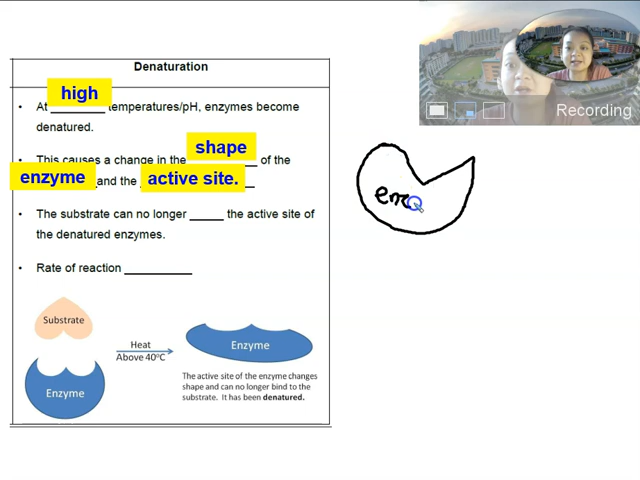 Denaturation
high
• At ________ temperatures/pH, enzymes become
denatured.
shape
• This causes a change in the ________ of the
enzyme and the active site.
• The substrate can no longer _____ the active site of
the denatured enzymes.
• Rate of reaction __________
Substrate
Heat
Above 40°C
Enzyme
Enzyme
The active site of the enzyme changes
shape and can no longer bind to the
substrate. It has been denatured.
Recording
enz